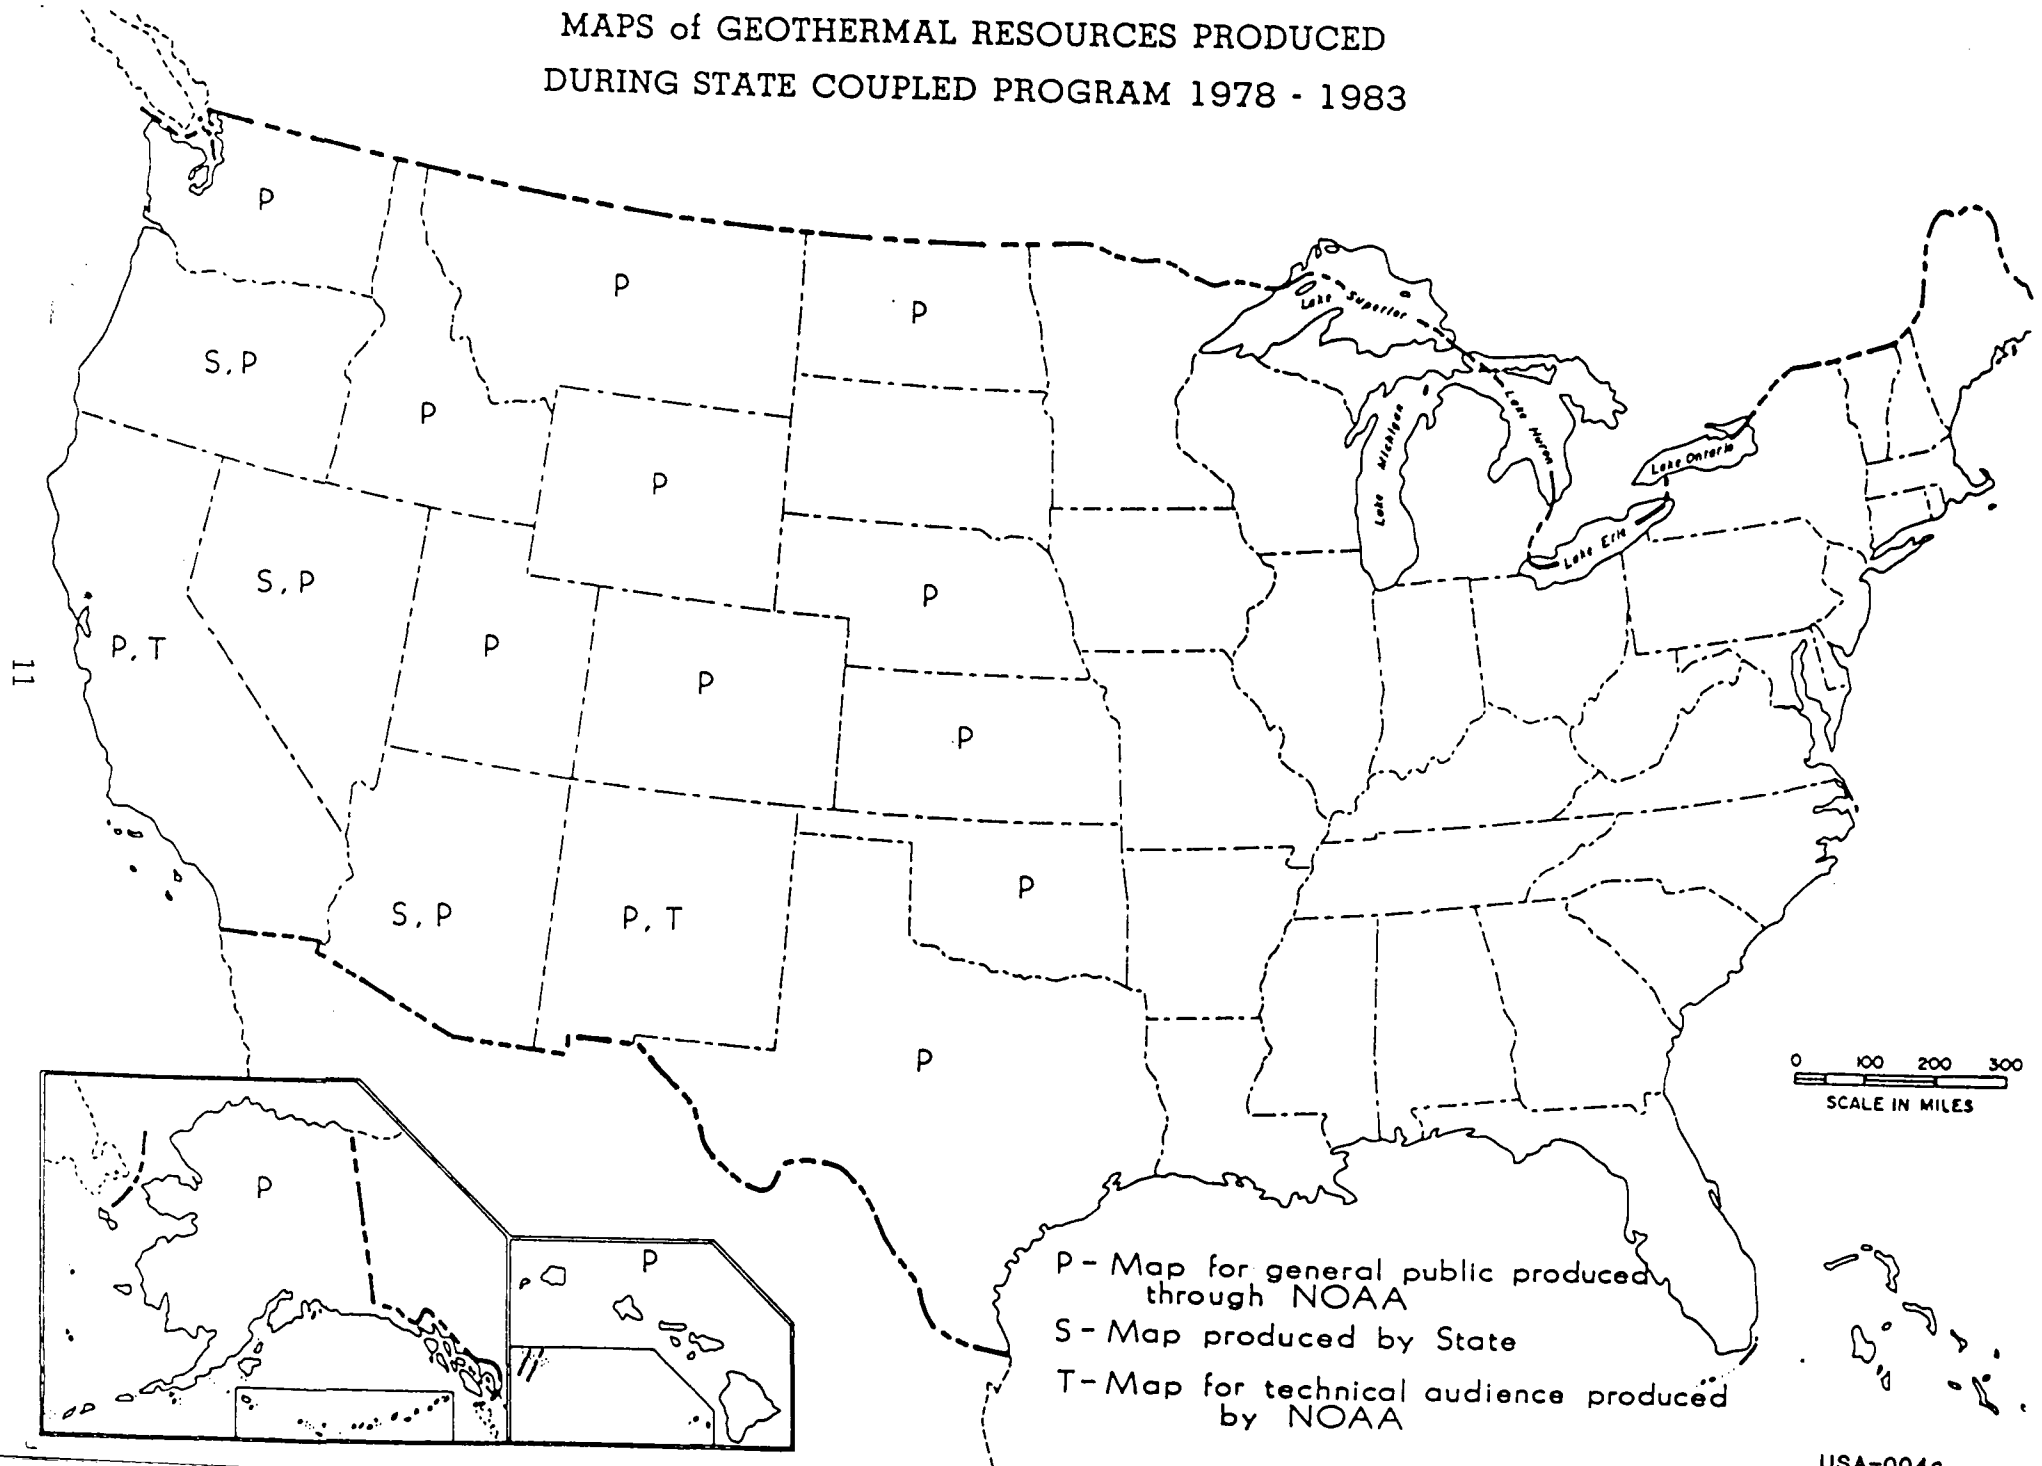 MAPS of GEOTHERMAL RESOURCES PRODUCED
DURING STATE COUPLED PROGRAM 1978 - 1983
P
P
P
S, P
P
P
S, P
P
P, T
P
P
P
P
S, P
P, T
P
P
Lake Superior
Lake Michigan
Lake Huron
Lake Ontario
Lake Erie
11
0 100 200 300
SCALE IN MILES
P
P
P - Map for general public produced
through NOAA
S - Map produced by State
T - Map for technical audience produced
by NOAA